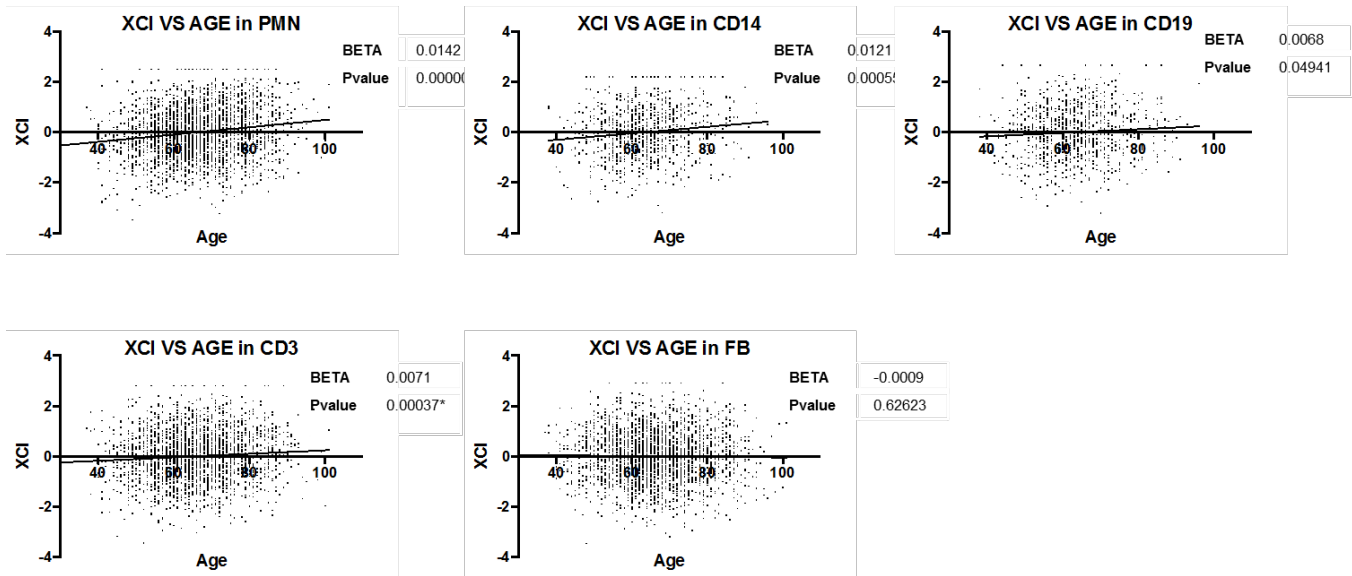 XCI VS AGE in PMN
BETA 0.0142
Pvalue 0.0000
4
2
0
-2
-4
XCI
40 60 80 100
Age
XCI VS AGE in CD14
BETA 0.0121
Pvalue 0.00055
4
2
0
-2
-4
XCI
40 60 80 100
Age
XCI VS AGE in CD19
BETA 0.0068
Pvalue 0.04941
4
2
0
-2
-4
XCI
40 60 80 100
Age
XCI VS AGE in CD3
BETA 0.0071
Pvalue 0.00037*
4
2
0
-2
-4
XCI
40 60 80 100
Age
XCI VS AGE in FB
BETA -0.0009
Pvalue 0.62623
4
2
0
-2
-4
XCI
40 60 80 100
Age